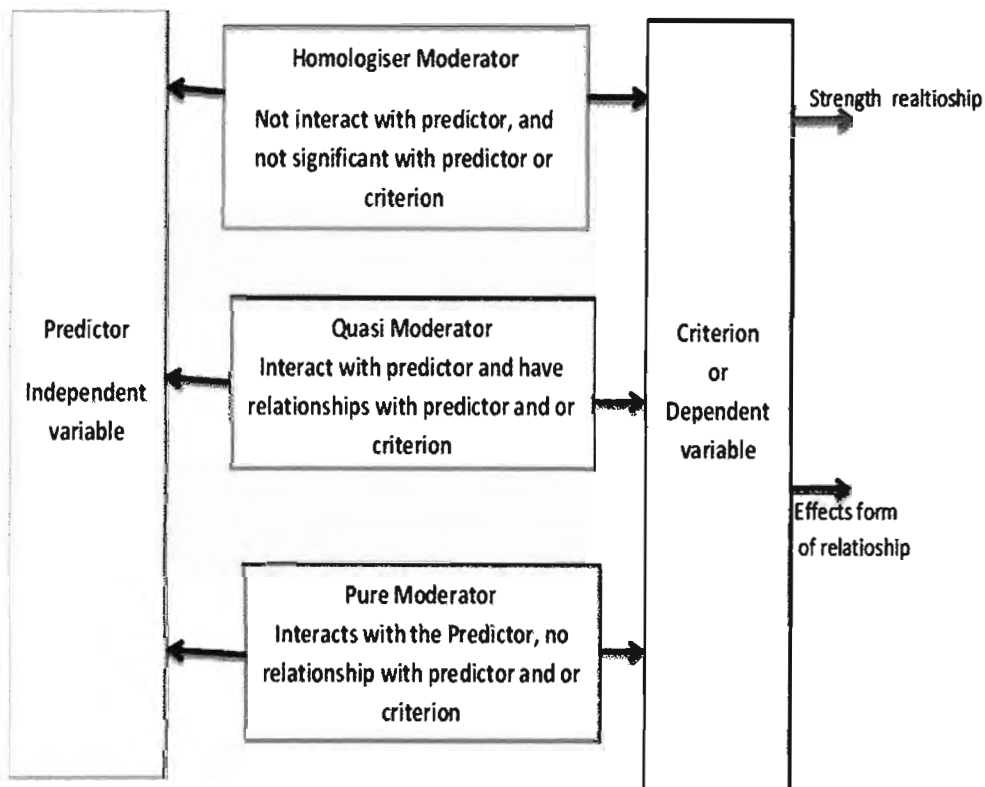 Predictor
Independent
variable
Homologiser Moderator
Not interact with predictor, and
not significant with predictor or
criterion
Quasi Moderator
Interact with predictor and have
relationships with predictor and or
criterion
Pure Moderator
Interacts with the Predictor, no
relationship with predictor and or
criterion
Criterion
or
Dependent
variable
Strength realtioship
Effects form
of relatioship